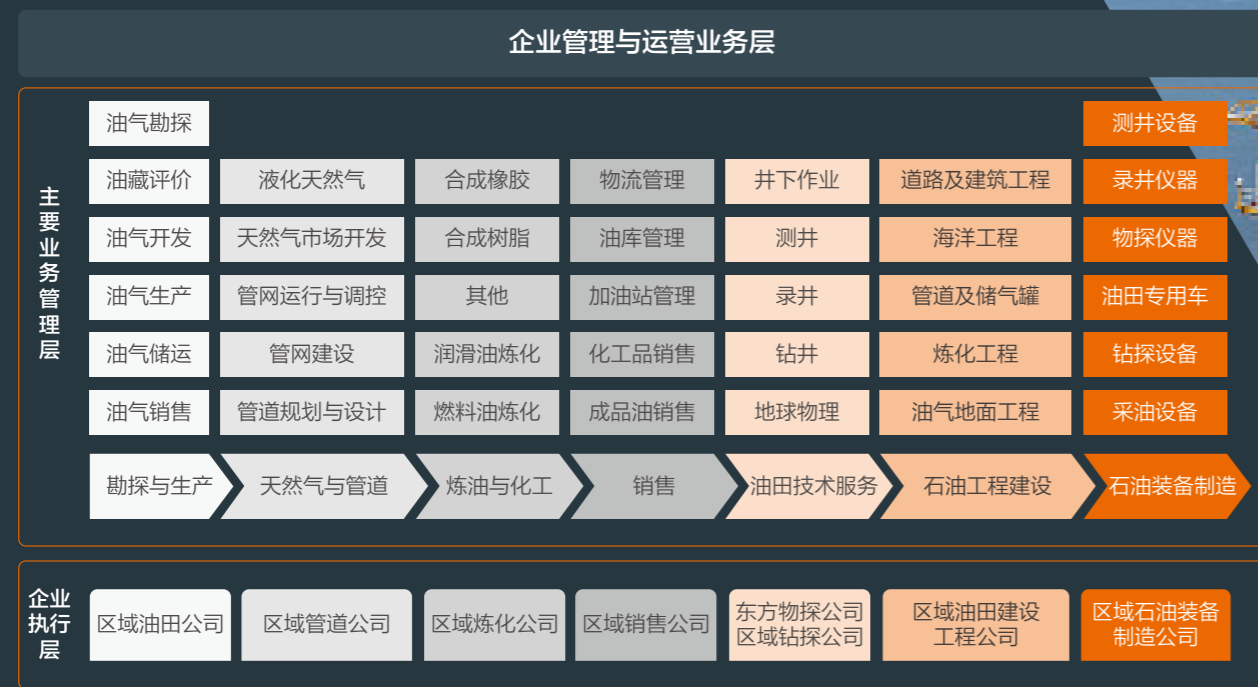 企业管理与运营业务层
主要业务管理层
油气勘探 测井设备
油藏评价 液化天然气 合成橡胶 物流管理 井下作业 道路及建筑工程 录井仪器
油气开发 天然气市场开发 合成树脂 油库管理 测井 海洋工程 物探仪器
油气生产 管网运行与调控 其他 加油站管理 录井 管道及储气罐 油田专用车
油气储运 管网建设 润滑油炼化 化工品销售 钻井 炼化工程 钻探设备
油气销售 管道规划与设计 燃料油炼化 成品油销售 地球物理 油气地面工程 采油设备
勘探与生产 天然气与管道 炼油与化工 销售 油田技术服务 石油工程建设 石油装备制造
企业
执行
层
区域油田公司 区域管道公司 区域炼化公司 区域销售公司
东方物探公司
区域钻探公司
区域油田建设
工程公司
区域石油装备
制造公司